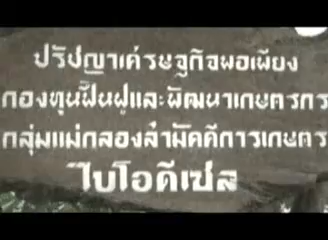 ปรัชญาเศรษฐกิจพอเพียง
กองทุนฟื้นฟูและพัฒนาเกษตรกร
กลุ่มแม่กลองสามัคคีการเกษตร
ไบโอดีเซล